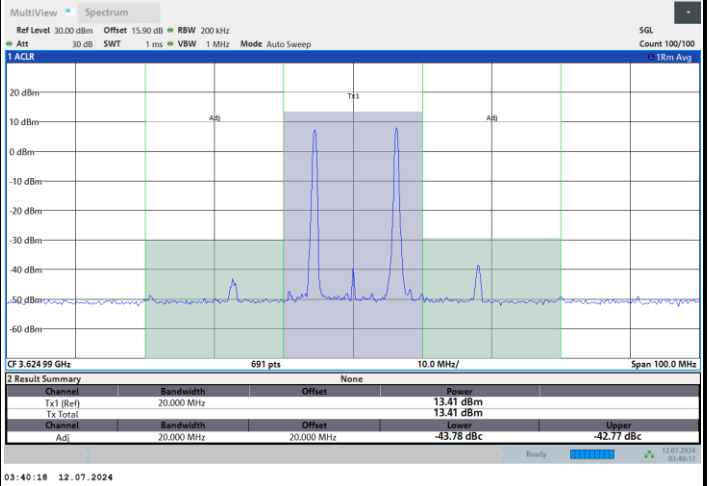 MultiView Spectrum
Ref Level 30.00 dBm Offset 15.90 dB RBW 200 kHz SGL
Att 30 dB SWT 1 ms VBW 1 MHz Mode Auto Sweep Count 100/100
1 ACLR 1Rm Avg
20 dBm
Tx1
10 dBm
Adj Adj
0 dBm
-10 dBm
-20 dBm
-30 dBm
-40 dBm
-50 dBm
-60 dBm
CF 3.624 99 GHz 691 pts 10.0 MHz/ Span 100.0 MHz
2 Result Summary None
Channel Bandwidth Offset Power
Tx1 (Ref) 20.000 MHz 13.41 dBm
Tx Total 13.41 dBm
Channel Bandwidth Offset Lower Upper
Adj 20.000 MHz 20.000 MHz -43.78 dBc -42.77 dBc
Ready 12.07.2024
03:40:17
03:40:18 12.07.2024